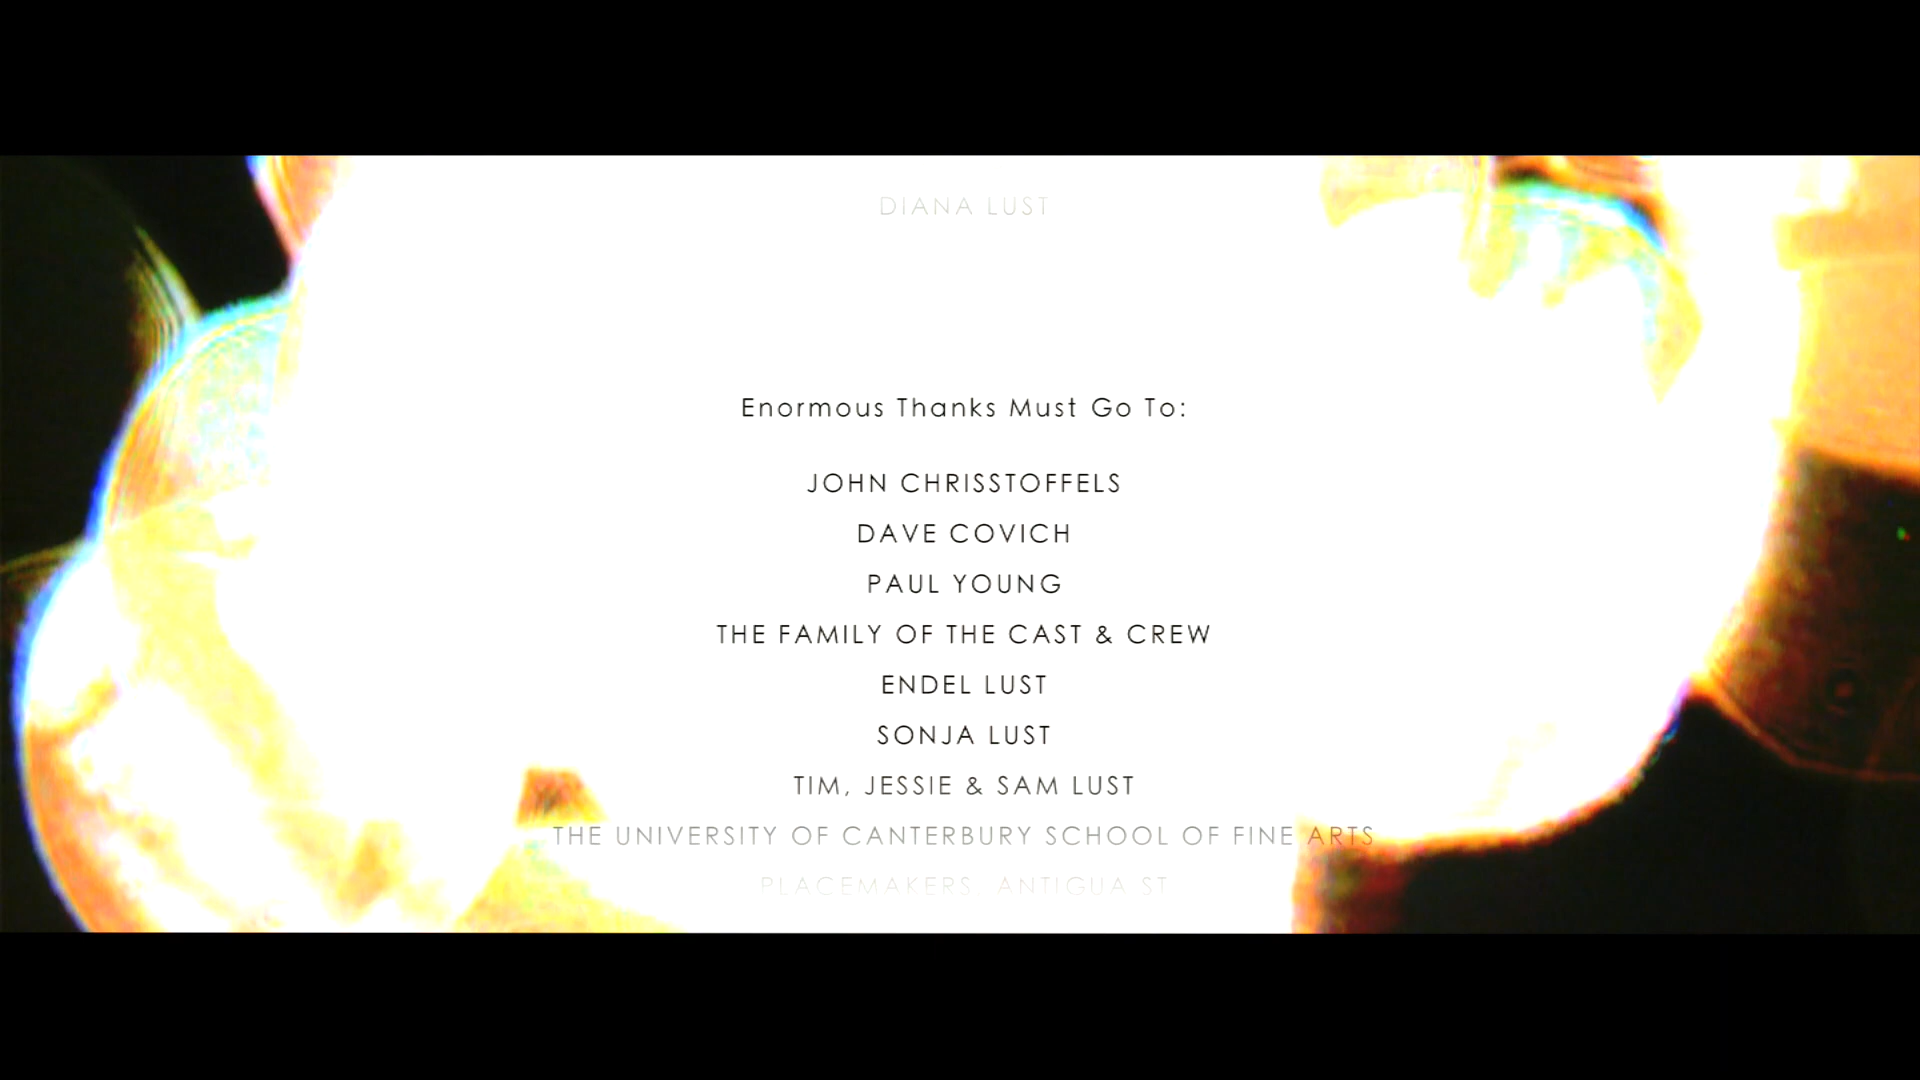 DIANA LUST
Enormous Thanks Must Go To:
JOHN CHRISSTOFFELS
DAVE COVICH
PAUL YOUNG
THE FAMILY OF THE CAST & CREW
ENDEL LUST
SONJA LUST
TIM, JESSIE & SAM LUST
THE UNIVERSITY OF CANTERBURY SCHOOL OF FINE ARTS
PLACEMAKERS, ANTIGUA ST